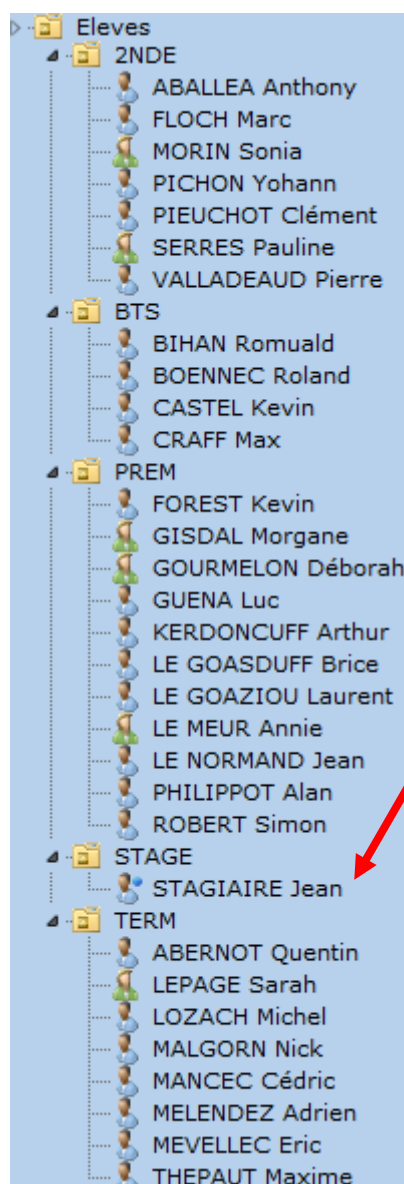 Eleves
2NDE
ABALLEA Anthony
FLOCH Marc
MORIN Sonia
PICHON Yohann
PIEUCHOT Clément
SERRES Pauline
VALLADEAUD Pierre
BTS
BIHAN Romuald
BOENNEC Roland
CASTEL Kevin
CRAFF Max
PREM
FOREST Kevin
GISDAL Morgane
GOURMELON Déborah
GUENA Luc
KERDONCUFF Arthur
LE GOASDUFF Brice
LE GOAZIOU Laurent
LE MEUR Annie
LE NORMAND Jean
PHILIPPOT Alan
ROBERT Simon
STAGE
STAGIAIRE Jean
TERM
ABERNOT Quentin
LEPAGE Sarah
LOZACH Michel
MALGORN Nick
MANCEC Cédric
MELENDEZ Adrien
MEVELLEC Eric
THEPAUT Maxime